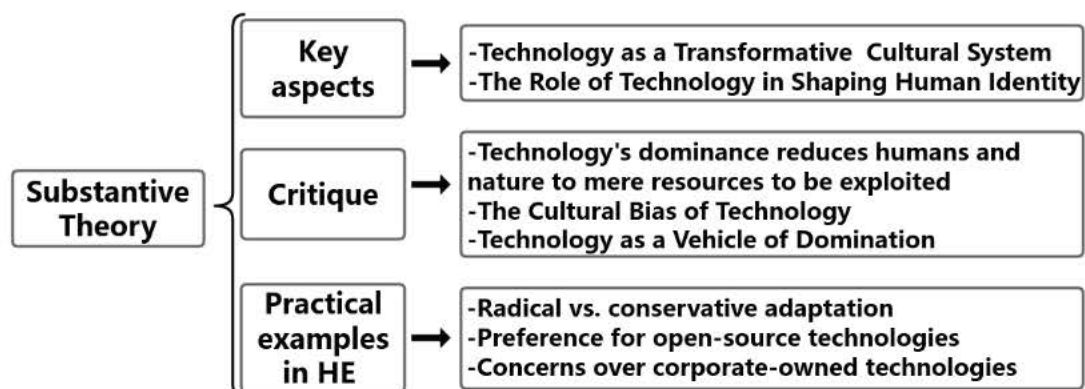 Substantive
Theory
Key
aspects
-Technology as a Transformative Cultural System
-The Role of Technology in Shaping Human Identity
Critique
-Technology's dominance reduces humans and
nature to mere resources to be exploited
-The Cultural Bias of Technology
-Technology as a Vehicle of Domination
Practical
examples
in HE
-Radical vs. conservative adaptation
-Preference for open-source technologies
-Concerns over corporate-owned technologies